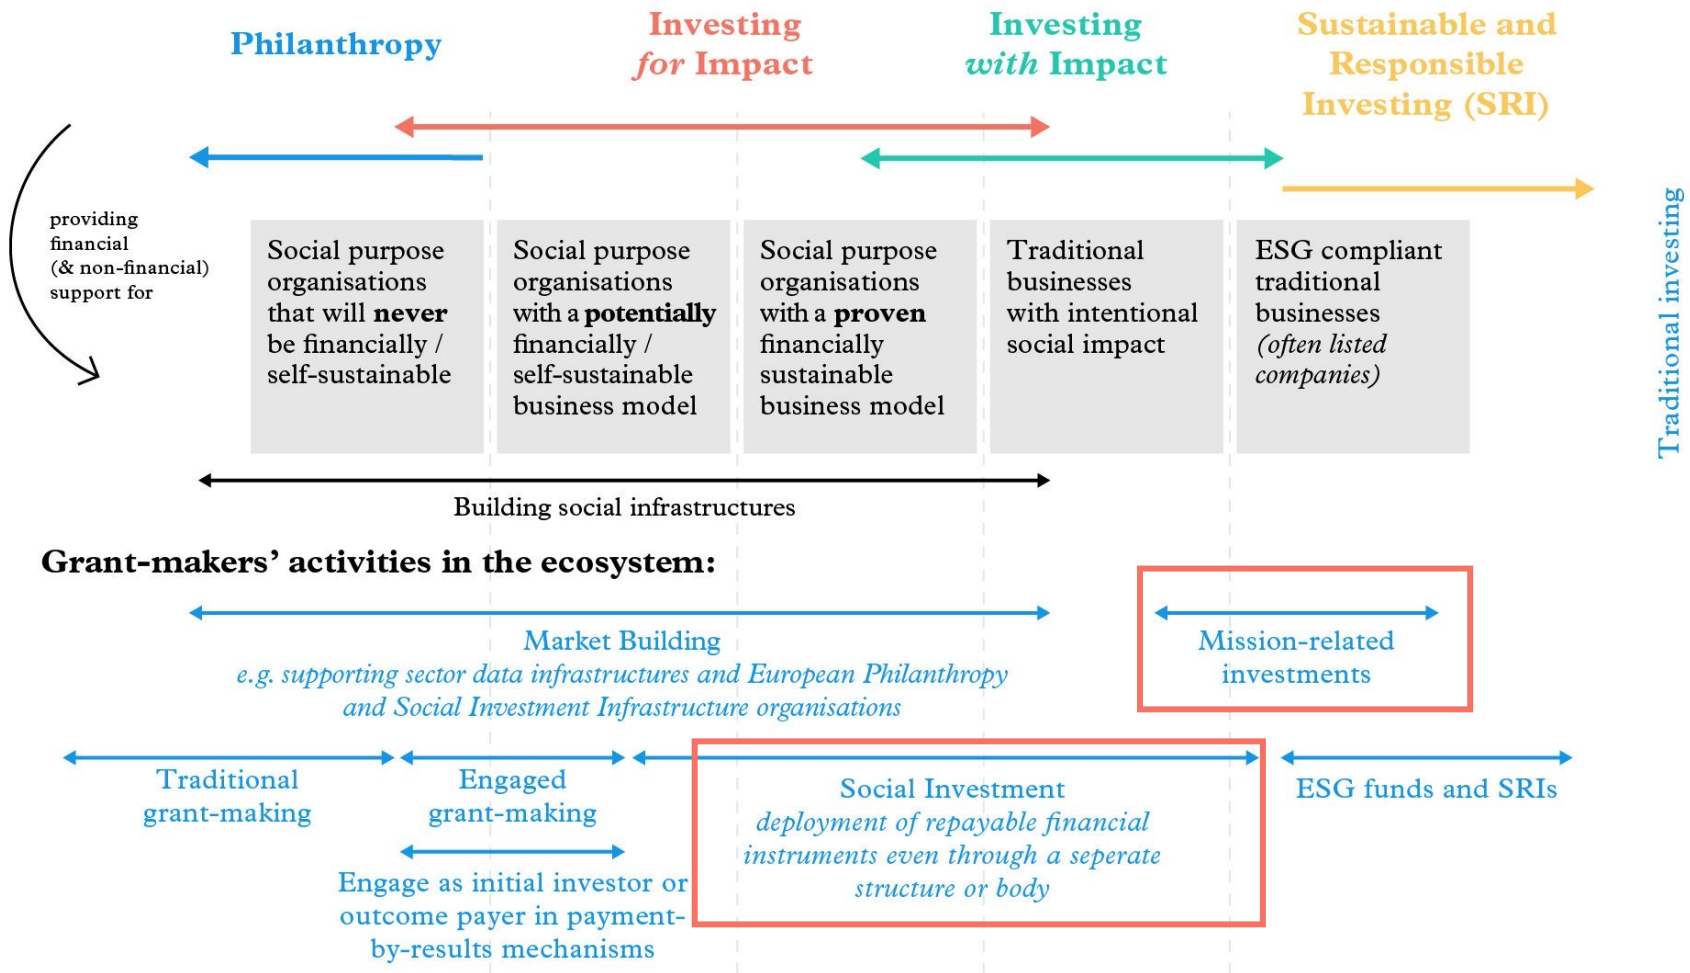 Philanthropy
Investing
for Impact
Investing
with Impact
Sustainable and
Responsible
Investing (SRI)
providing
financial
(& non-financial)
support for
Social purpose
organisations
that will never
be financially /
self-sustainable
Social purpose
organisations
with a potentially
financially /
self-sustainable
business model
Social purpose
organisations
with a proven
financially
sustainable
business model
Traditional
businesses
with intentional
social impact
ESG compliant
traditional
businesses
(often listed
companies)
Traditional investing
Building social infrastructures
Grant-makers’ activities in the ecosystem:
Market Building
e.g. supporting sector data infrastructures and European Philanthropy
and Social Investment Infrastructure organisations
Mission-related
investments
Traditional
grant-making
Engaged
grant-making
Social Investment
deployment of repayable financial
instruments even through a seperate
structure or body
ESG funds and SRIs
Engage as initial investor or
outcome payer in payment-
by-results mechanisms